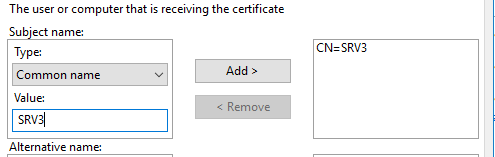 The user or computer that is receiving the certificate
Subject name:
Type:
Common name
Value:
SRV3
Add >
< Remove
CN=SRV3
Alternative name: